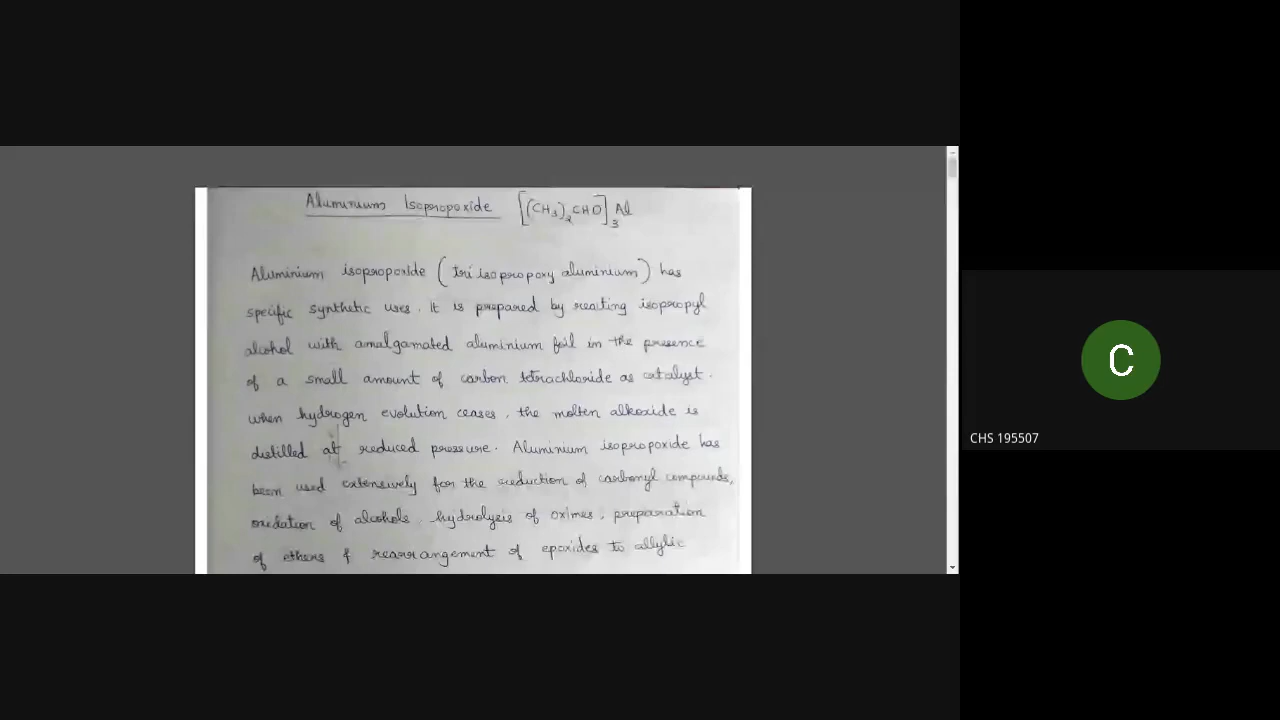 Aluminium Isopropoxide [(CH₃)₂CHO]₃Al
Aluminium isopropoxide (tri isopropoxy aluminium) has
specific synthetic uses. It is prepared by reacting isopropyl
alcohol with amalgamated aluminium foil in the presence
of a small amount of carbon tetrachloride as catalyst.
when hydrogen evolution ceases, the molten alkoxide is
distilled at reduced pressure. Aluminium isopropoxide has
been used extensively for the reduction of carbonyl compounds,
oxidation of alcohols, hydrolysis of oximes, preparation
of ethers & rearrangement of epoxides to allylic
C
CHS 195507